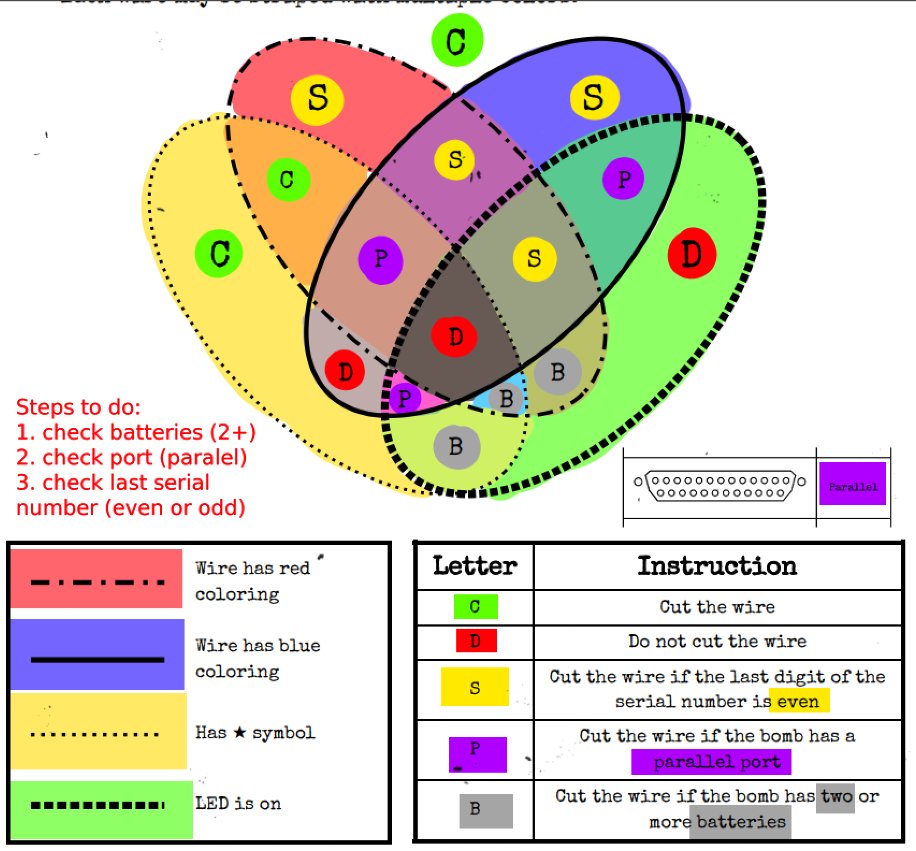 C
S
S
S
C
P
C
P
S
D
D
D
B
P
B
B
Steps to do:
1. check batteries (2+)
2. check port (paralel)
3. check last serial
number (even or odd)
Parallel
Wire has red
coloring
Wire has blue
coloring
Has ★ symbol
LED is on
Letter Instruction
C Cut the wire
D Do not cut the wire
S Cut the wire if the last digit of the
serial number is even
P Cut the wire if the bomb has a
parallel port
B Cut the wire if the bomb has two or
more batteries